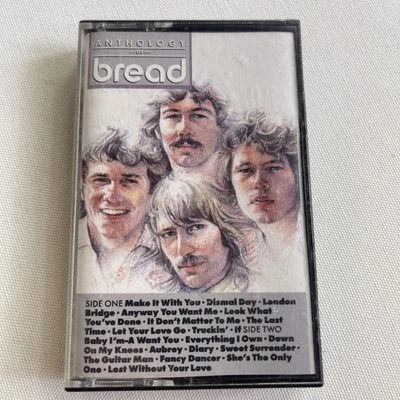 ANTHOLOGY
OF
bread
SIDE ONE Make It With You · Dismal Day · London
Bridge · Anyway You Want Me · Look What
You've Done · It Don't Matter To Me · The Last
Time · Let Your Love Go · Truckin' · If SIDE TWO
Baby I'm-A Want You · Everything I Own · Down
On My Knees · Aubrey · Diary · Sweet Surrender ·
The Guitar Man · Fancy Dancer · She's The Only
One · Lost Without Your Love